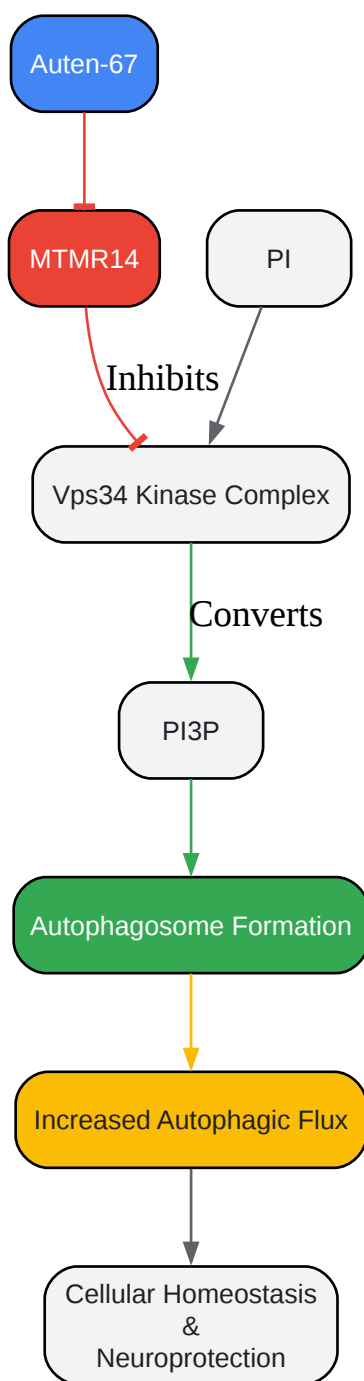 Auten-67
MTMR14
PI
Inhibits
Vps34 Kinase Complex
Converts
PI3P
Autophagosome Formation
Increased Autophagic Flux
Cellular Homeostasis
&
Neuroprotection